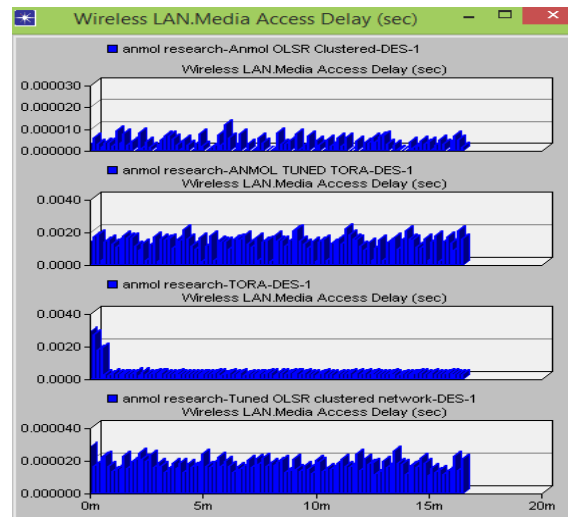 Wireless LAN.Media Access Delay (sec)
anmol research-Anmol OLSR Clustered-DES-1
Wireless LAN.Media Access Delay (sec)
0.000030
0.000020
0.000010
0.000000
anmol research-ANMOL TUNED TORA-DES-1
Wireless LAN.Media Access Delay (sec)
0.0040
0.0020
0.0000
anmol research-TORA-DES-1
Wireless LAN.Media Access Delay (sec)
0.0040
0.0020
0.0000
anmol research-Tuned OLSR clustered network-DES-1
Wireless LAN.Media Access Delay (sec)
0.000040
0.000020
0.000000
0m 5m 10m 15m 20m